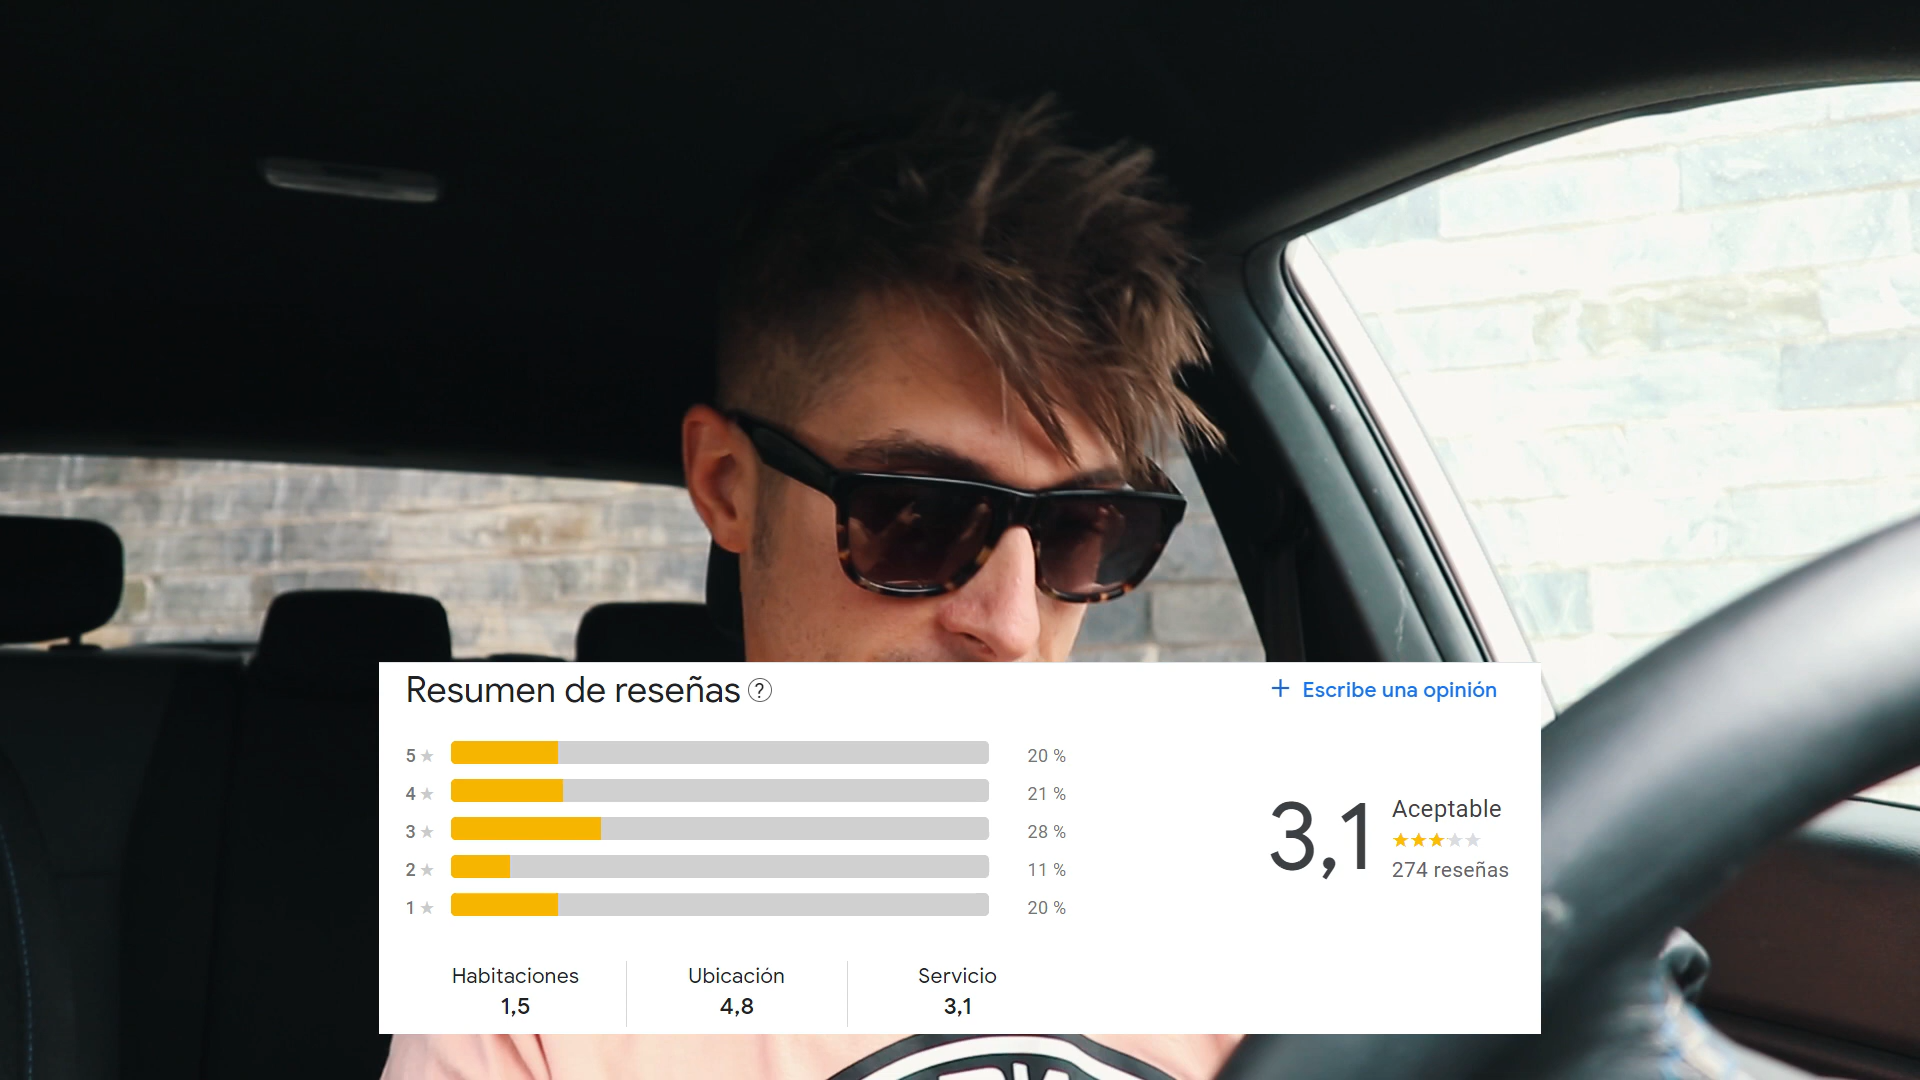 Resumen de reseñas ?
+ Escribe una opinión
5 ★ 20 %
4 ★ 21 %
3 ★ 28 %
2 ★ 11 %
1 ★ 20 %
3,1
Aceptable
274 reseñas
Habitaciones
1,5
Ubicación
4,8
Servicio
3,1